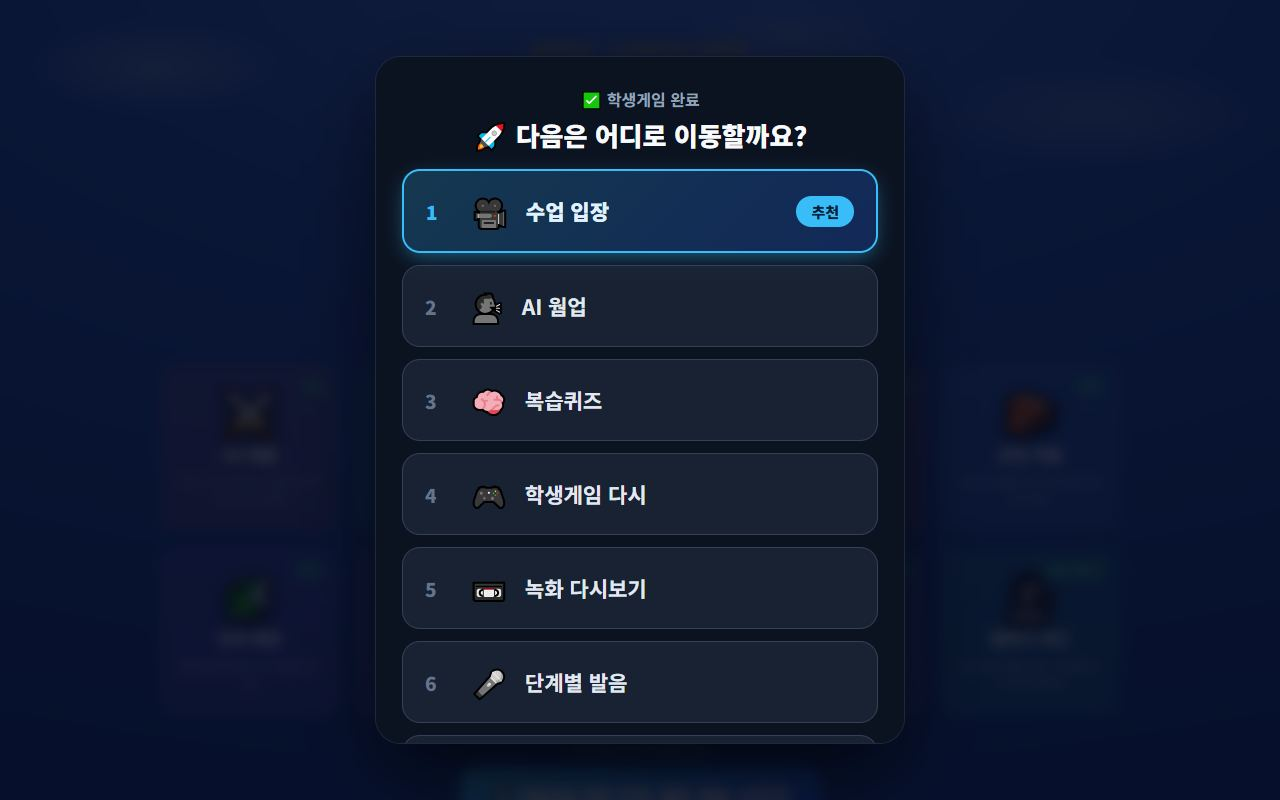 ✅ 학생게임 완료
🚀 다음은 어디로 이동할까요?
1 수업 입장 추천
2 AI 웜업
3 복습퀴즈
4 학생게임 다시
5 녹화 다시보기
6 단계별 발음